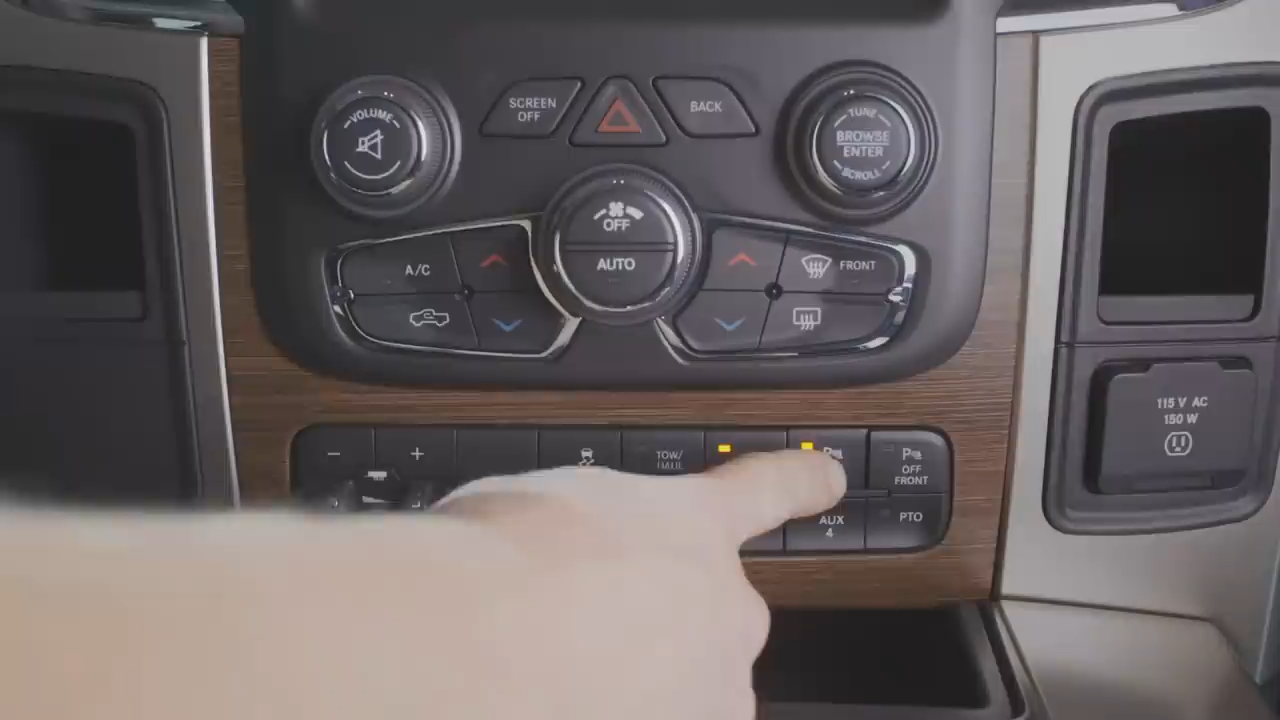 VOLUME
SCREEN
OFF
BACK
TUNE
BROWSE
ENTER
SCROLL
OFF
AUTO
A/C
FRONT
115 V AC
150 W
- +
TOW/
HAUL
P
P
OFF
FRONT
AUX
4
PTO